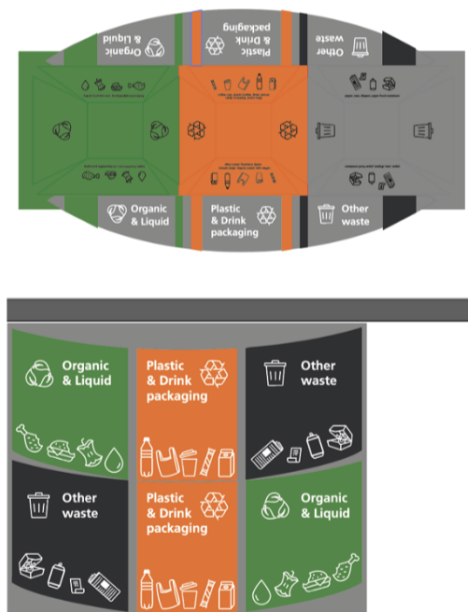 Organic
& Liquid
Plastic
& Drink
packaging
Other
waste
Organic
& Liquid
Plastic
& Drink
packaging
Other
waste
Organic
& Liquid
Plastic
& Drink
packaging
Other
waste
Other
waste
Plastic
& Drink
packaging
Organic
& Liquid